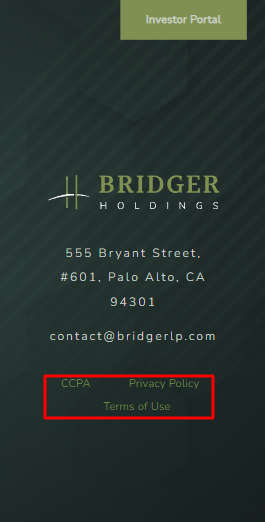 Investor Portal
BRIDGER
HOLDINGS
555 Bryant Street,
#601, Palo Alto, CA
94301
contact@bridgerlp.com
CCPA Privacy Policy
Terms of Use